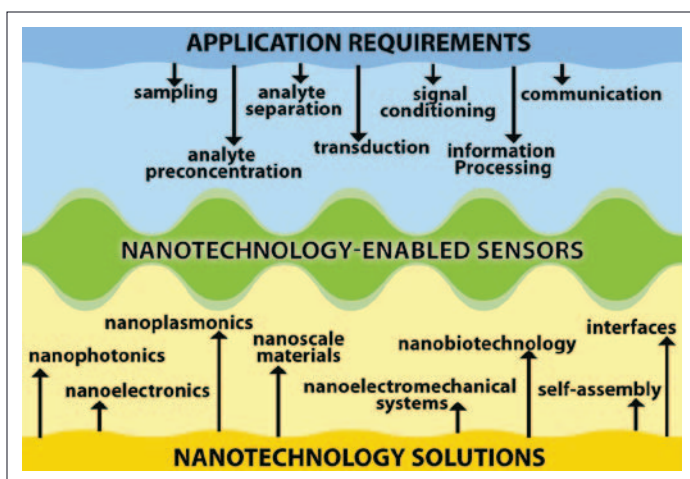 APPLICATION REQUIREMENTS
sampling
analyte
separation
signal
conditioning
communication
analyte
preconcentration
transduction
information
Processing
NANOTECHNOLOGY-ENABLED SENSORS
nanophotonics
nanoelectronics
nanoplasmonics
nanoscale
materials
nanoelectromechanical
systems
nanobiotechnology
self-assembly
interfaces
NANOTECHNOLOGY SOLUTIONS